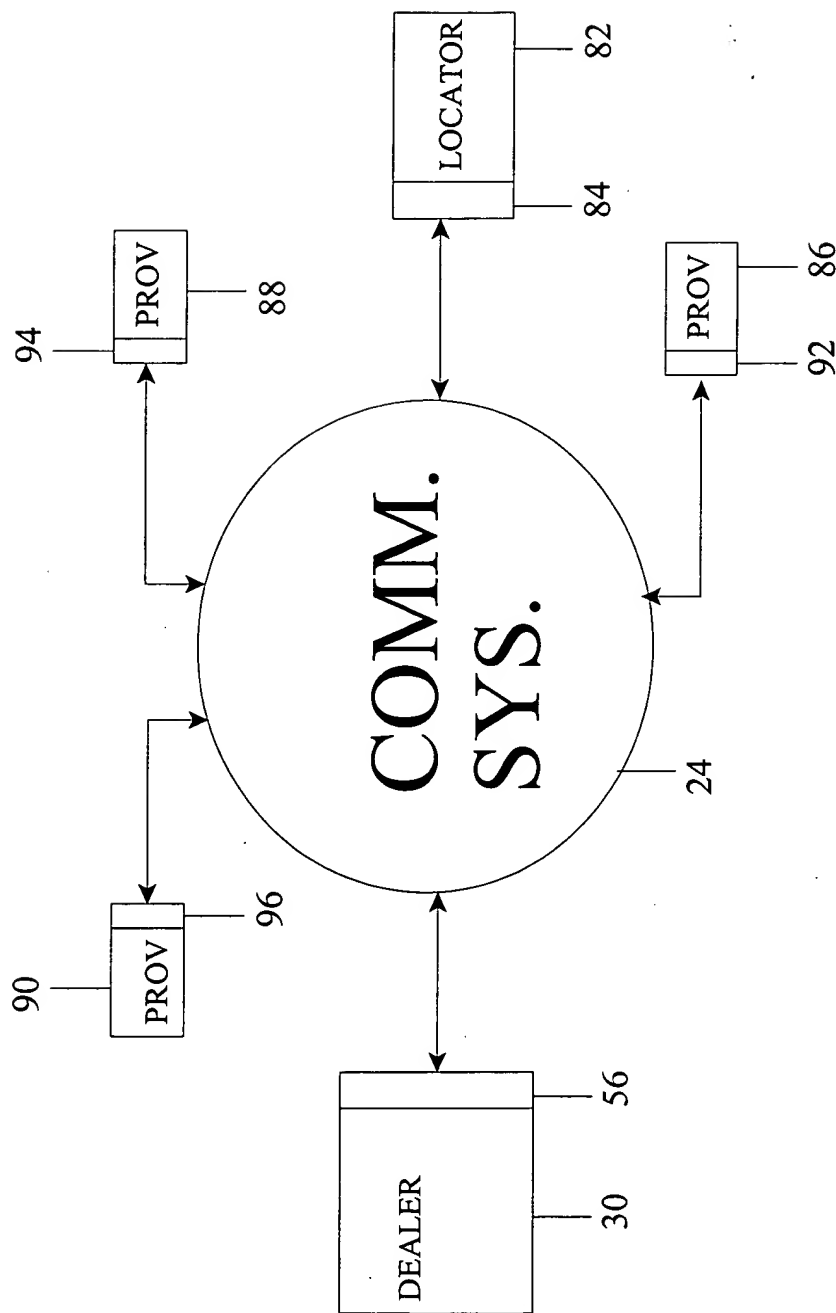 90
94
PROV
PROV
96
88
DEALER
COMM.
SYS.
LOCATOR
30
56
84
82
24
PROV
92
86